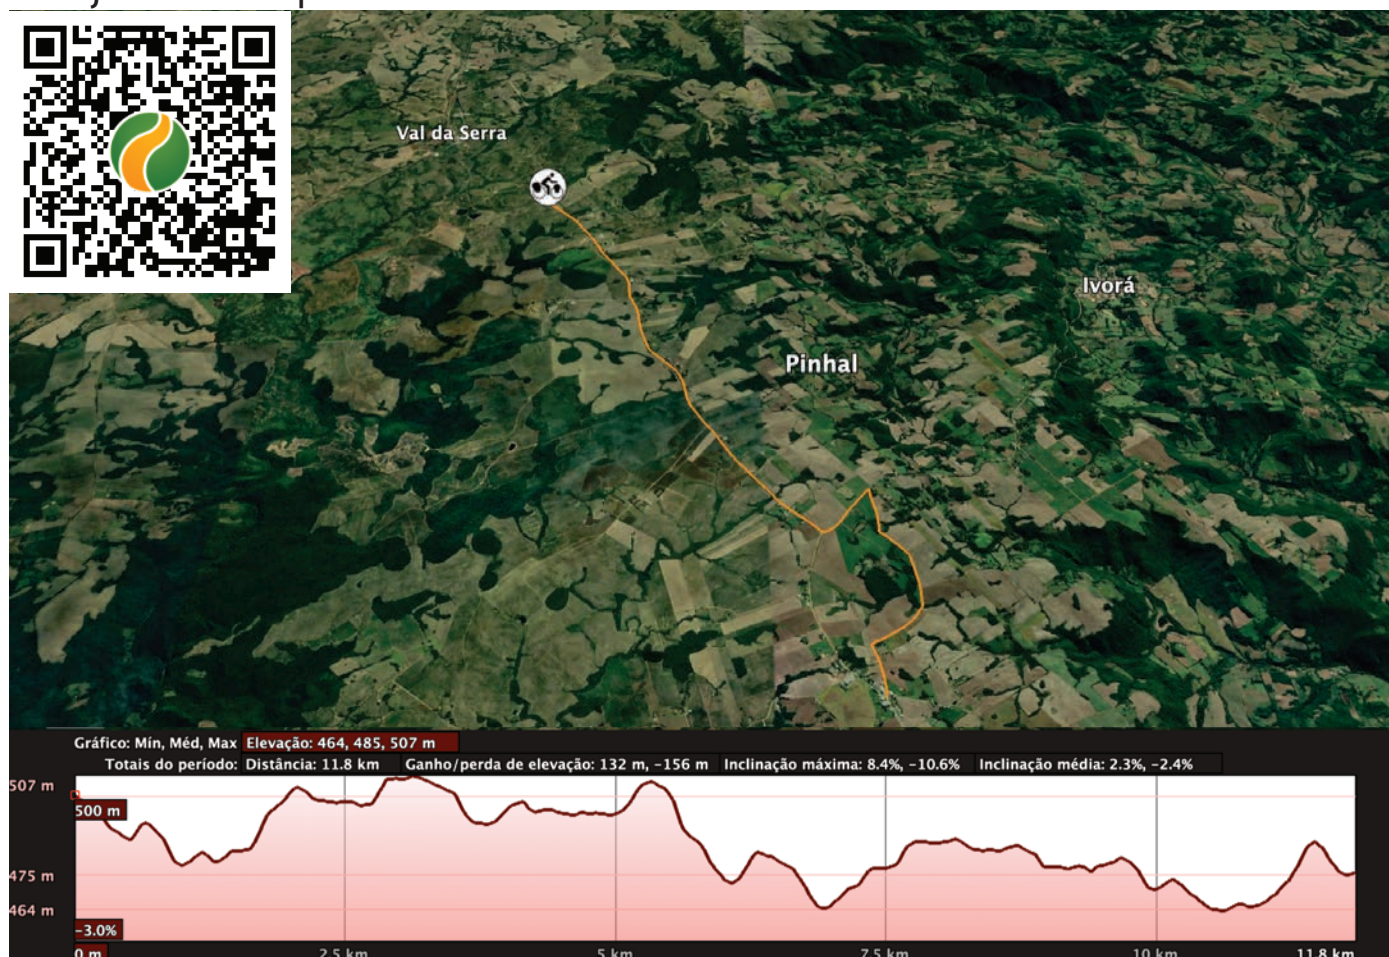 Val da Serra
Ivorá
Pinhal
Gráfico: Mín, Méd, Max Elevação: 464, 485, 507 m
Totais do período: Distância: 11.8 km Ganho/perda de elevação: 132 m, -156 m Inclinação máxima: 8.4%, -10.6% Inclinação média: 2.3%, -2.4%
507 m
500 m
475 m
464 m
-3.0%
0 m 2.5 km 5 km 7.5 km 10 km 11.8 km